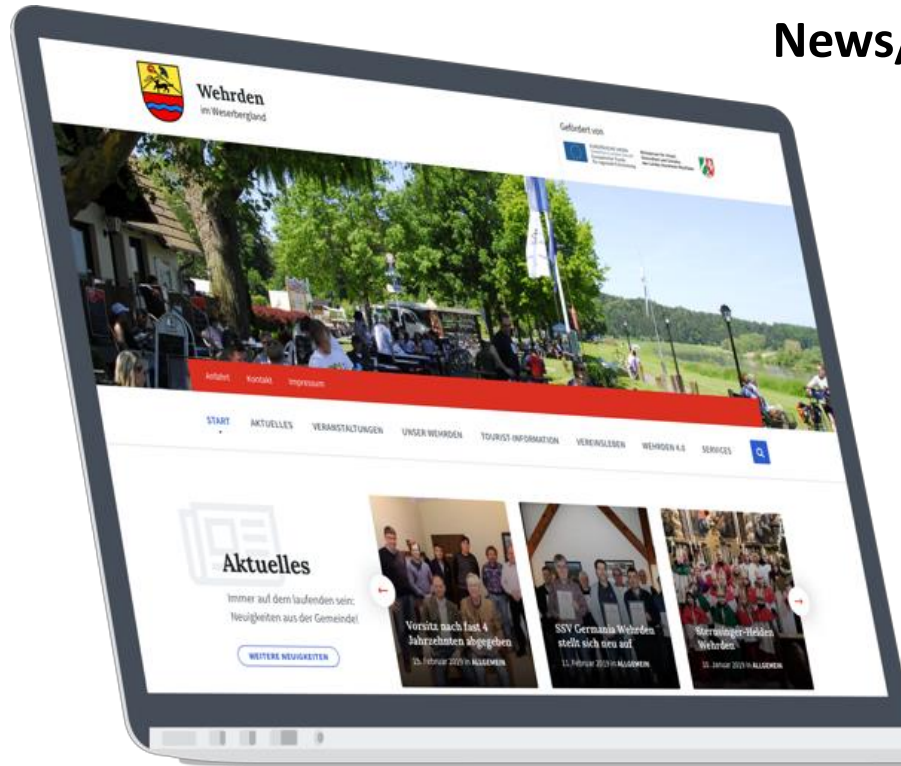 News/
Wehrden
im Weserbergland
Gefördert von
EUROPÄISCHE UNION
Anfahrt Kontakt Impressum
START AKTUELLES VERANSTALTUNGEN UNSER WEHRDEN TOURIST-INFORMATION VEREINSLEBEN WEHRDEN 4.0 SERVICES
Aktuelles
Immer auf dem laufenden sein:
Neuigkeiten aus der Gemeinde!
WEITERE NEUIGKEITEN
Vorsitz nach fast 4
Jahrzehnten abgegeben
15. Februar 2019 in ALLGEMEIN
SSV Germania Wehrden
stellt sich neu auf
11. Februar 2019 in ALLGEMEIN
Sternsinger-Helden
Wehrden
10. Januar 2019 in ALLGEMEIN